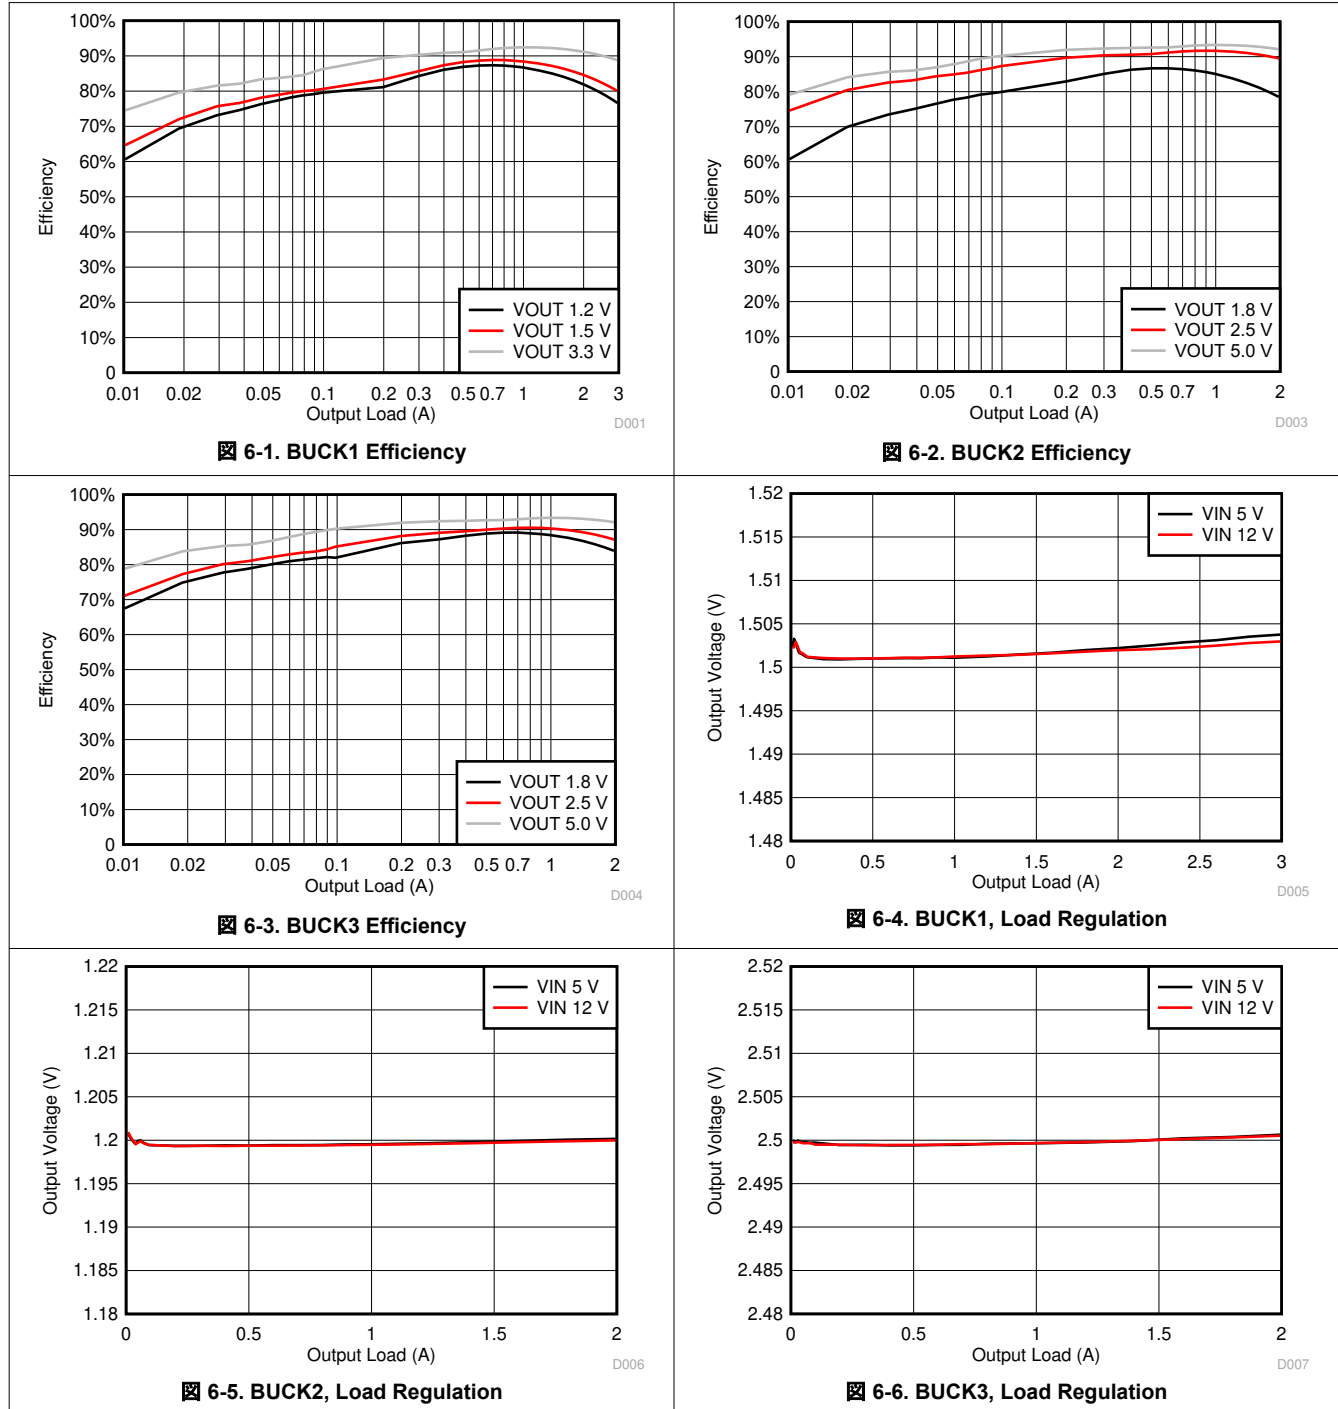 100%
90%
80%
70%
60%
50%
40%
30%
20%
10%
0
Efficiency
VOUT 1.2 V
VOUT 1.5 V
VOUT 3.3 V
0.01 0.02 0.05 0.1 0.2 0.3 0.5 0.7 1 2 3
Output Load (A)
D001
図 6-1. BUCK1 Efficiency
100%
90%
80%
70%
60%
50%
40%
30%
20%
10%
0
Efficiency
VOUT 1.8 V
VOUT 2.5 V
VOUT 5.0 V
0.01 0.02 0.05 0.1 0.2 0.3 0.5 0.7 1 2
Output Load (A)
D003
図 6-2. BUCK2 Efficiency
100%
90%
80%
70%
60%
50%
40%
30%
20%
10%
0
Efficiency
VOUT 1.8 V
VOUT 2.5 V
VOUT 5.0 V
0.01 0.02 0.05 0.1 0.2 0.3 0.5 0.7 1 2
Output Load (A)
D004
図 6-3. BUCK3 Efficiency
1.52
1.515
1.51
1.505
1.5
1.495
1.49
1.485
1.48
Output Voltage (V)
VIN 5 V
VIN 12 V
0 0.5 1 1.5 2 2.5 3
Output Load (A)
D005
図 6-4. BUCK1, Load Regulation
1.22
1.215
1.21
1.205
1.2
1.195
1.19
1.185
1.18
Output Voltage (V)
VIN 5 V
VIN 12 V
0 0.5 1 1.5 2
Output Load (A)
D006
図 6-5. BUCK2, Load Regulation
2.52
2.515
2.51
2.505
2.5
2.495
2.49
2.485
2.48
Output Voltage (V)
VIN 5 V
VIN 12 V
0 0.5 1 1.5 2
Output Load (A)
D007
図 6-6. BUCK3, Load Regulation